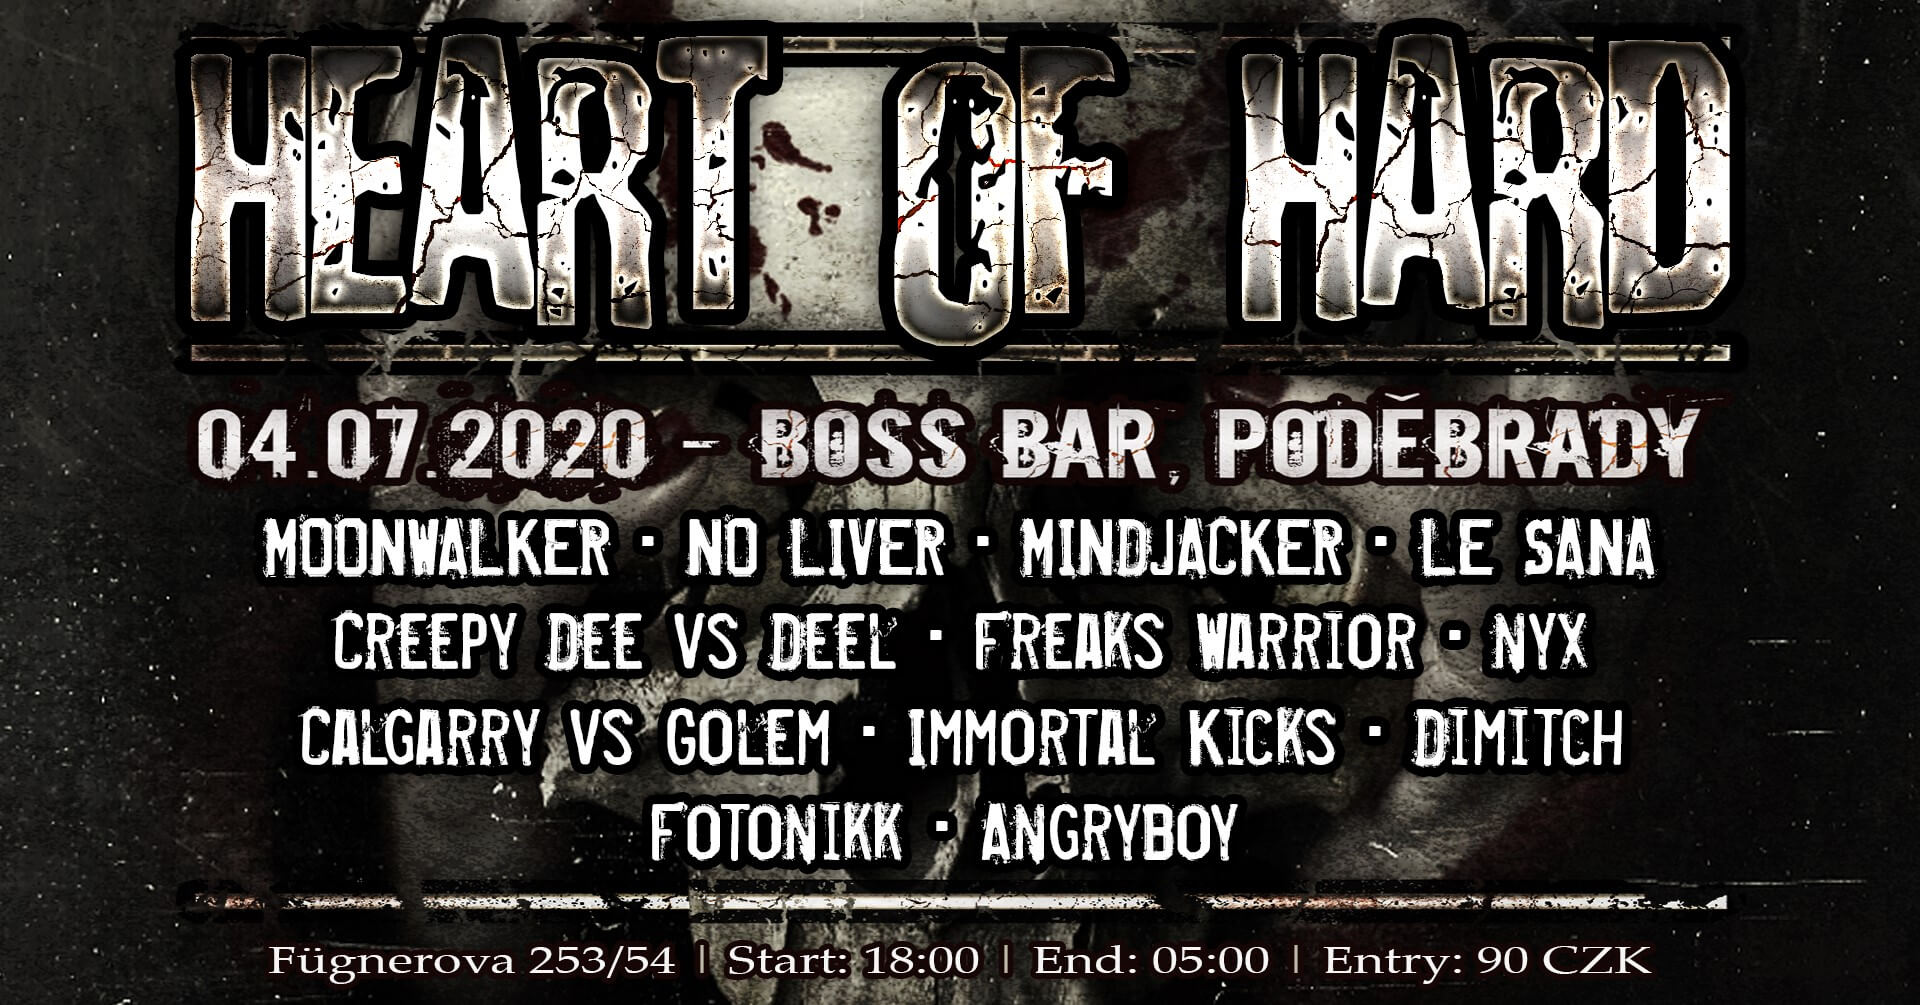 HEART OF HARD
04.07.2020 - BOSS BAR, PODĚBRADY
MOONWALKER · NO LIVER · MINDJACKER · LE SANA
CREEPY DEE VS DEEL · FREAKS WARRIOR · NYX
CALGARRY VS GOLEM · IMMORTAL KICKS · DIMITCH
FOTONIKK · ANGRYBOY
Fügnerova 253/54 | Start: 18:00 | End: 05:00 | Entry: 90 CZK